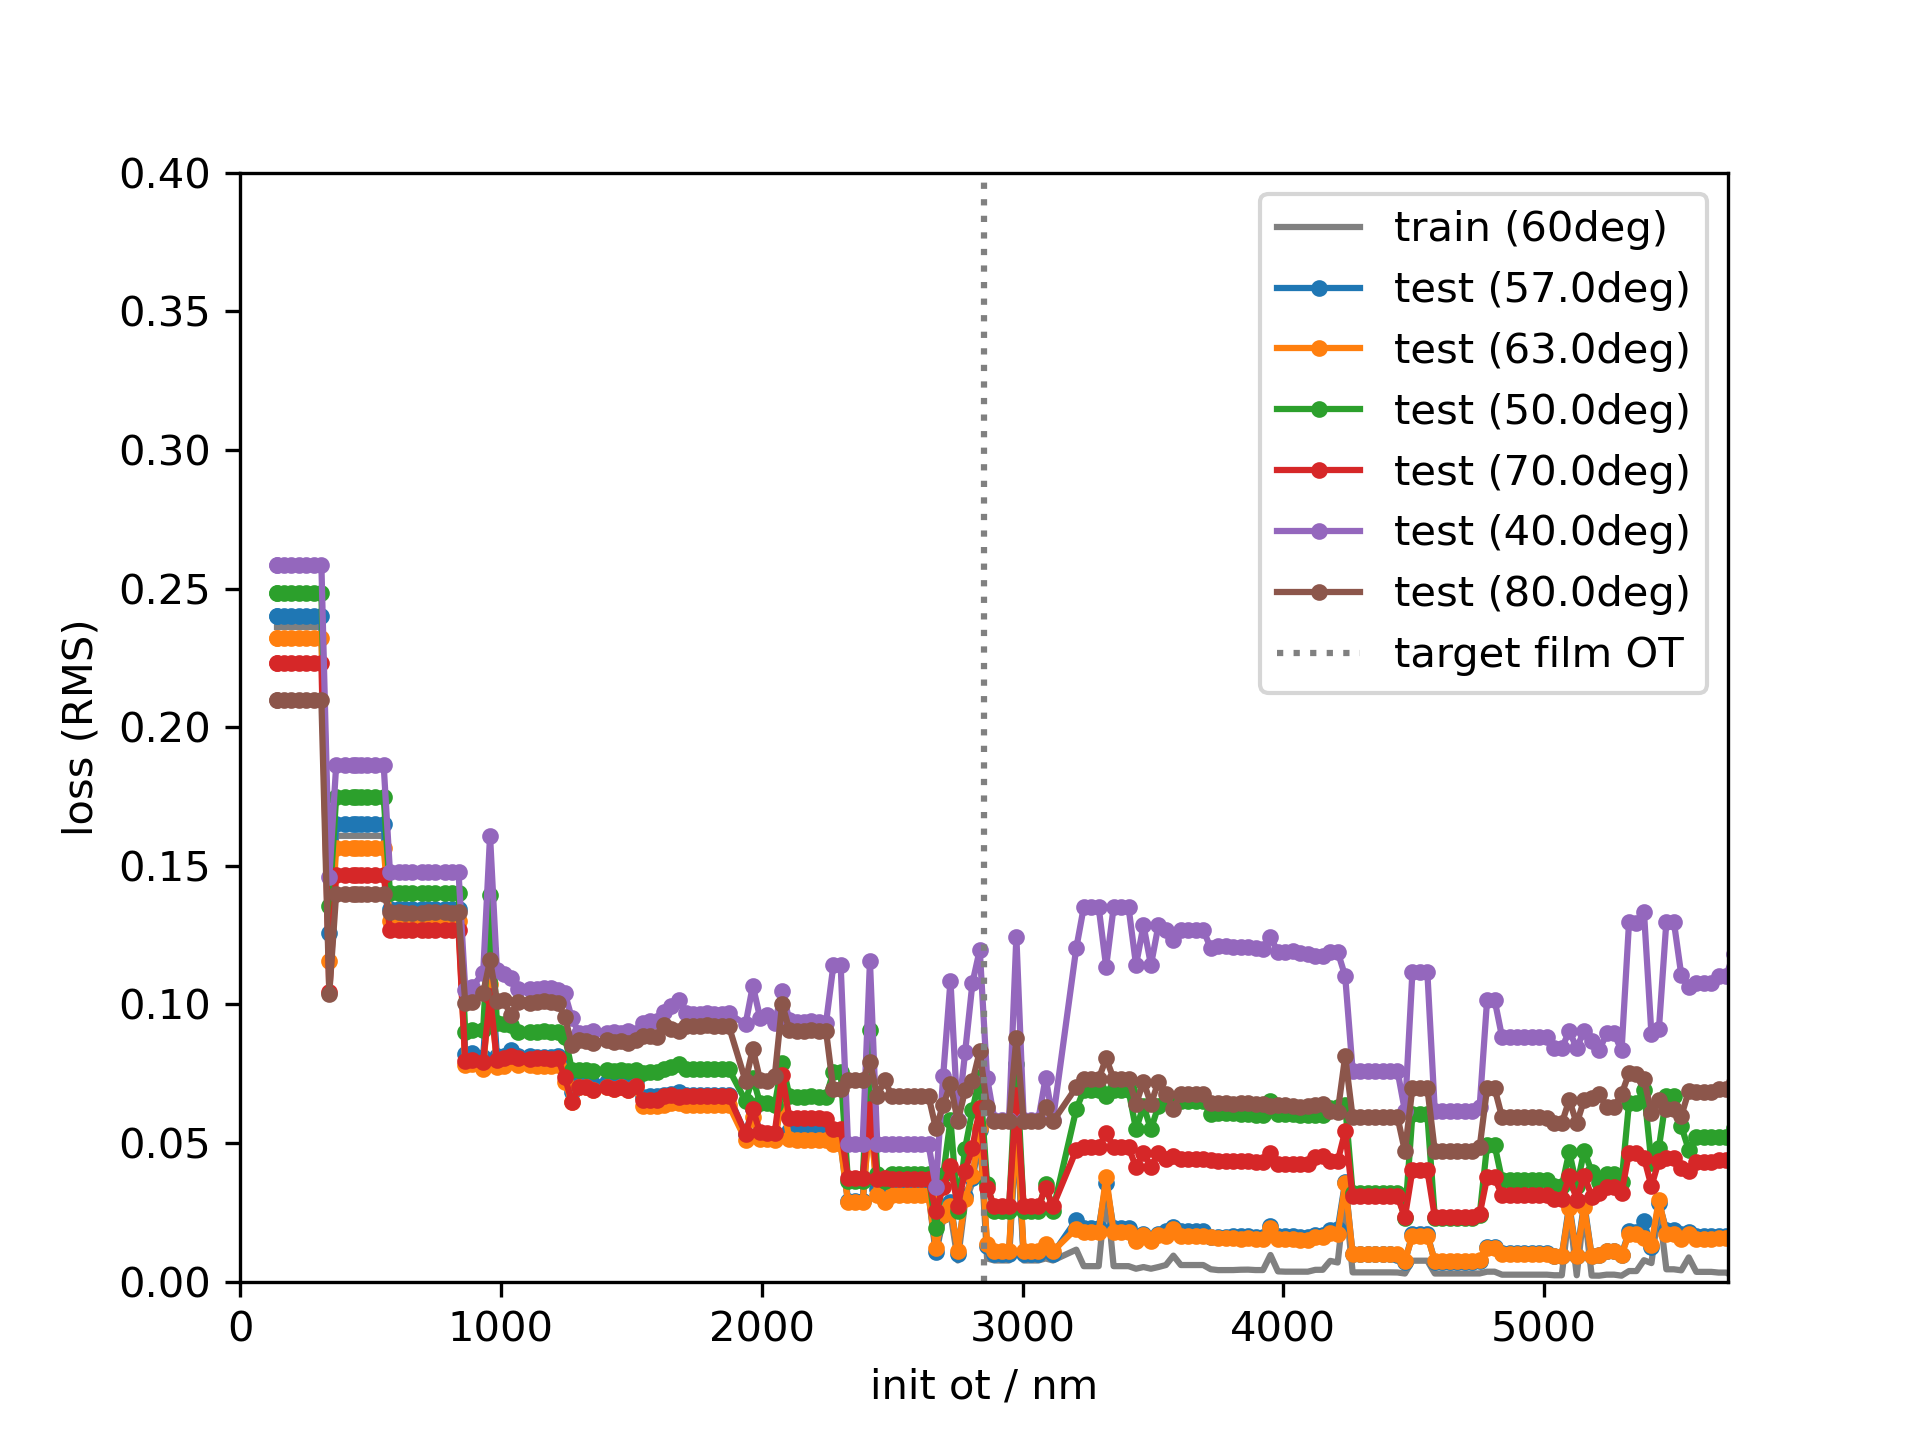 0.40
0.35
0.30
0.25
0.20
0.15
0.10
0.05
0.00
loss (RMS)
0 1000 2000 3000 4000 5000
init ot / nm
train (60deg)
test (57.0deg)
test (63.0deg)
test (50.0deg)
test (70.0deg)
test (40.0deg)
test (80.0deg)
target film OT